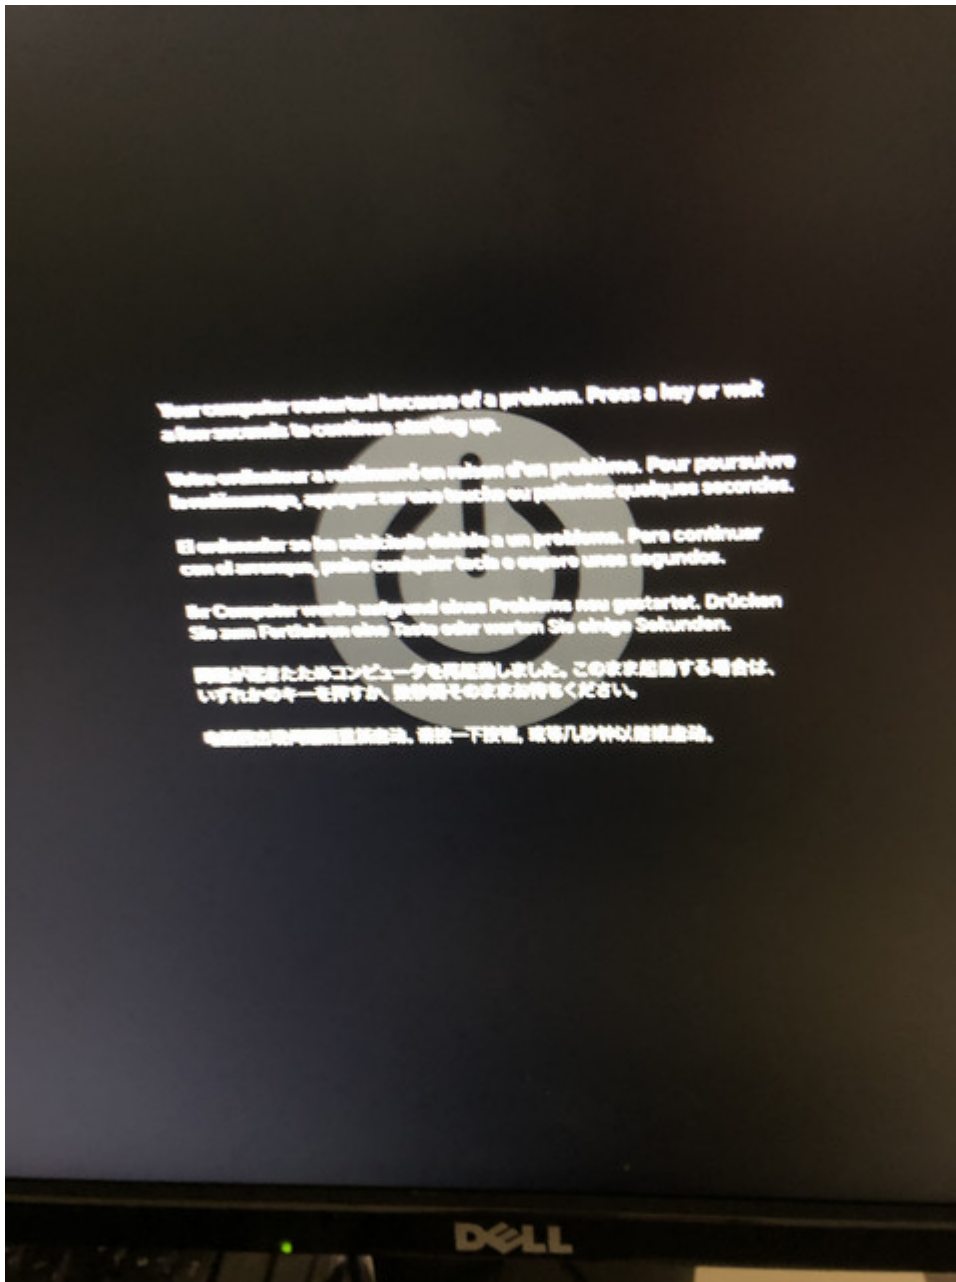 Your computer restarted because of a problem. Press a key or wait
a few seconds to continue starting up.
Votre ordinateur a redémarré en raison d'un problème. Pour poursuivre
le redémarrage, appuyez sur une touche ou patientez quelques secondes.
El ordenador se ha reiniciado debido a un problema. Para continuar
con el arranque, pulse cualquier tecla o espere unos segundos.
Ihr Computer wurde aufgrund eines Problems neu gestartet. Drücken
Sie zum Fortfahren eine Taste oder warten Sie einige Sekunden.
問題が起きたためコンピュータを再起動しました。このまま起動する場合は、
いずれかのキーを押すか、数秒間そのままお待ちください。
电脑因出现问题而重新启动。请按一下按键，或等几秒钟以继续启动。
DELL